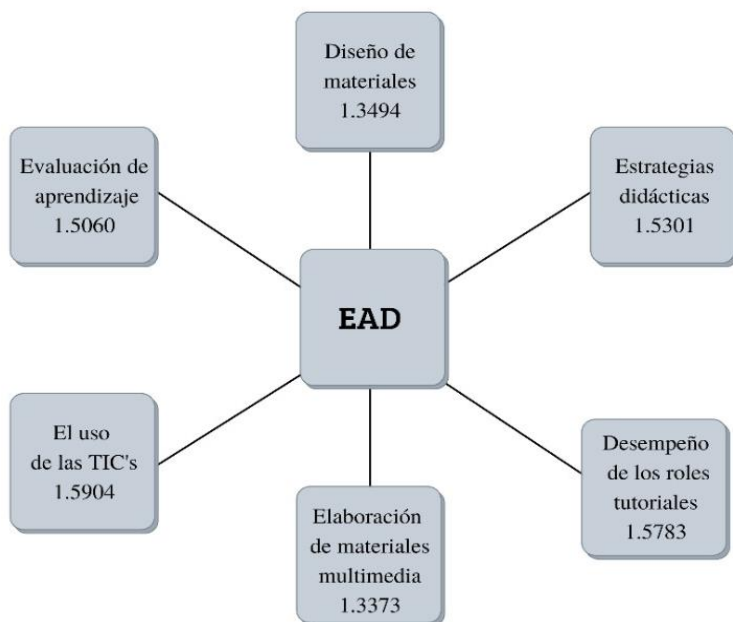 Diseño de
materiales
1.3494
Evaluación de
aprendizaje
1.5060
Estrategias
didácticas
1.5301
EAD
El uso
de las TIC's
1.5904
Desempeño
de los roles
tutoriales
1.5783
Elaboración
de materiales
multimedia
1.3373